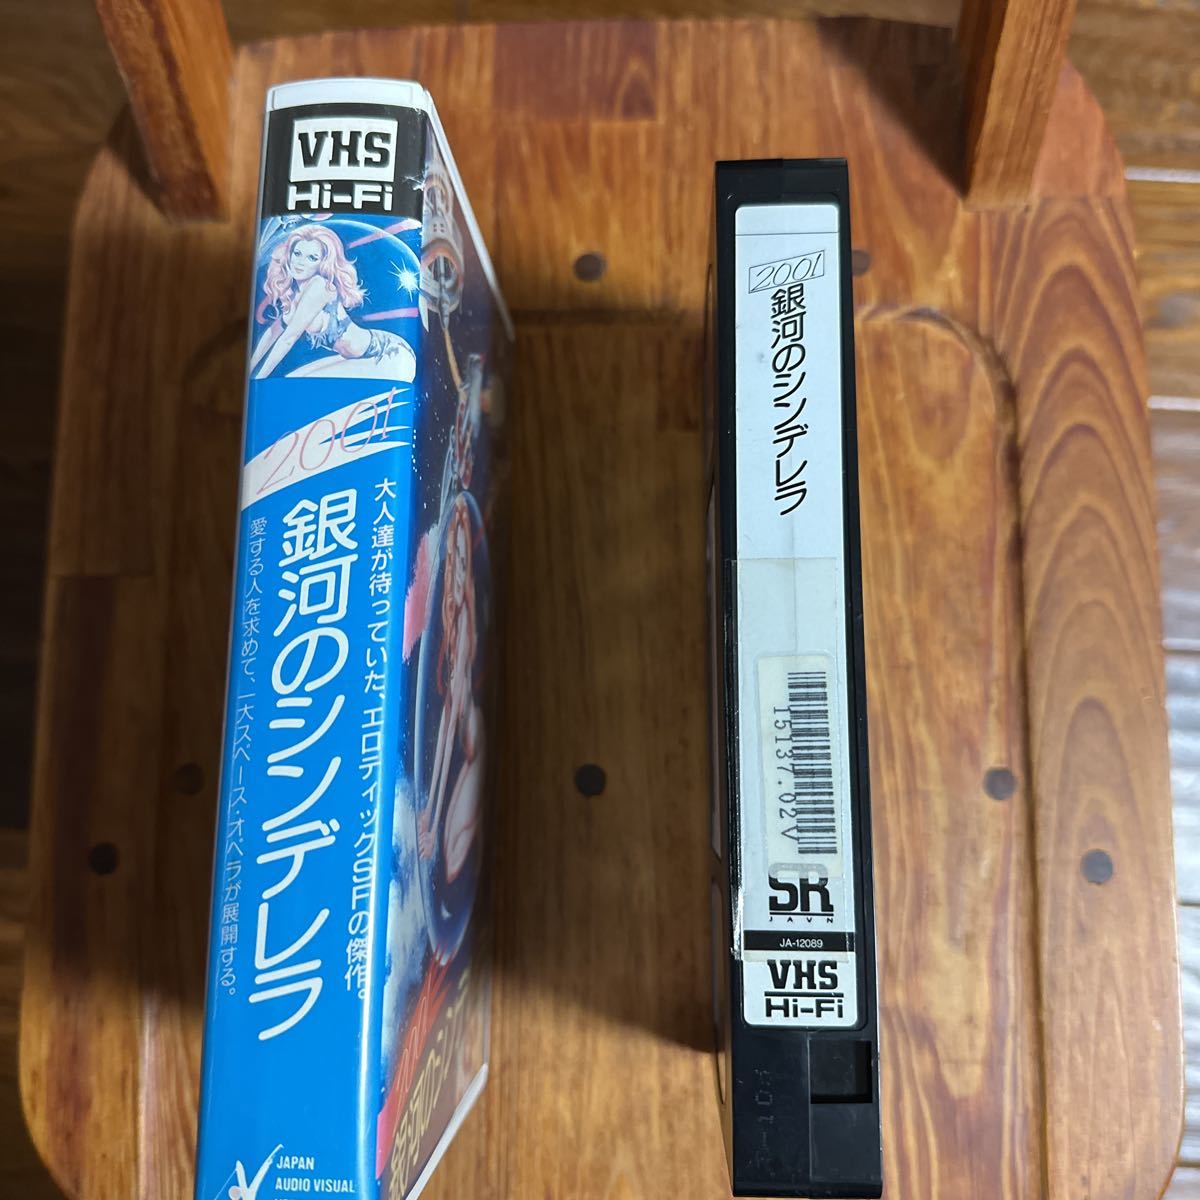 VHS
Hi-Fi
2001
銀河のシンデレラ
大人達が待っていた、エロティックSFの傑作。
愛する人を求めて、一大スペース・オペラが展開する。
JAPAN
AUDIO VISUAL
2001
銀河のシンデレラ
15137.02V
SR
JAVN
JA-12089
VHS
Hi-Fi